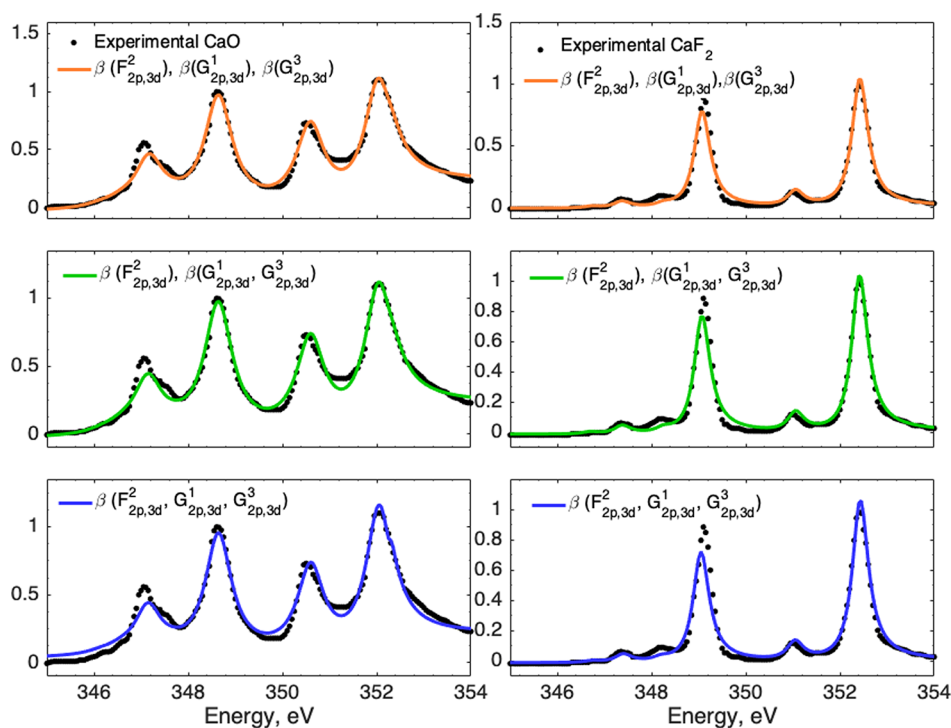 1.5
Experimental CaO
β (F²2p,3d), β(G¹2p,3d), β(G³2p,3d)
1
0.5
0
1.5
Experimental CaF₂
β (F²2p,3d), β(G¹2p,3d),β(G³2p,3d)
1
0.5
0
β (F²2p,3d), β(G¹2p,3d, G³2p,3d)
1
0.5
0
β (F²2p,3d), β(G¹2p,3d, G³2p,3d)
1
0.8
0.6
0.4
0.2
0
β (F²2p,3d, G¹2p,3d, G³2p,3d)
1
0.5
0
346 348 350 352 354
Energy, eV
β (F²2p,3d, G¹2p,3d, G³2p,3d)
1
0.8
0.6
0.4
0.2
0
346 348 350 352 354
Energy, eV